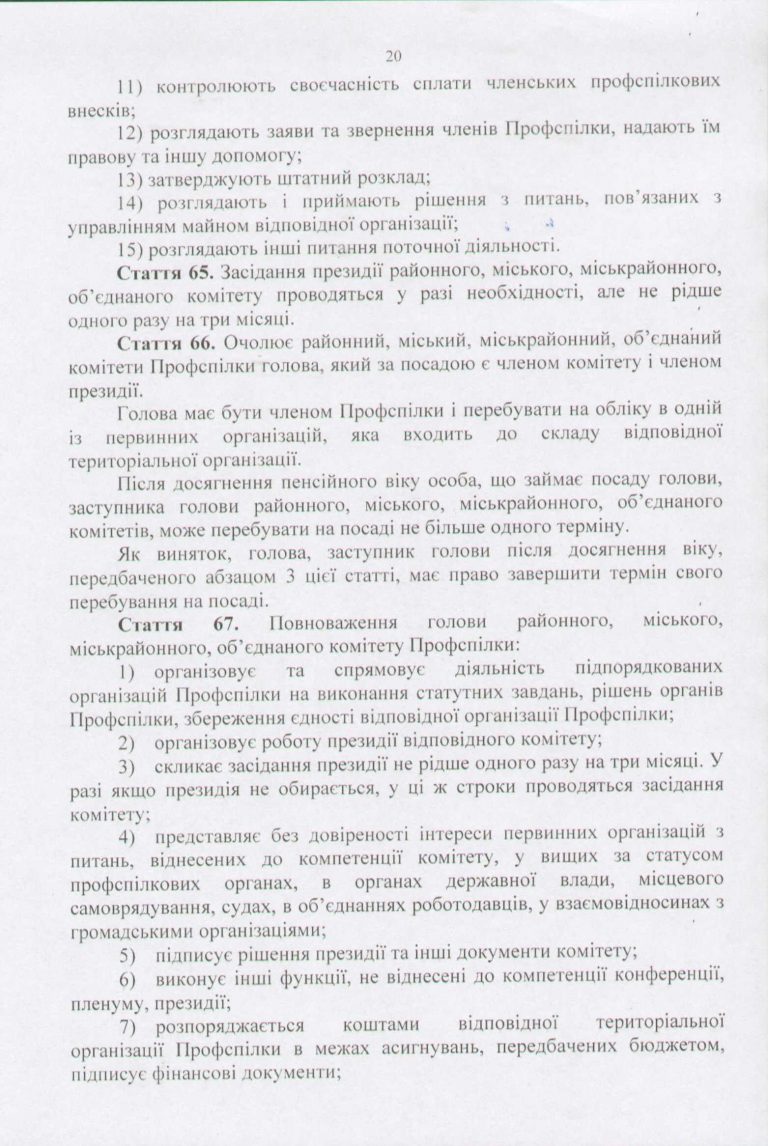 20
11) контролюють своєчасність сплати членських профспілкових
внесків;
12) розглядають заяви та звернення членів Профспілки, надають їм
правову та іншу допомогу;
13) затверджують штатний розклад;
14) розглядають і приймають рішення з питань, пов’язаних з
управлінням майном відповідної організації;
15) розглядають інші питання поточної діяльності.
Стаття 65. Засідання президії районного, міського, міськрайонного,
об’єднаного комітету проводяться у разі необхідності, але не рідше
одного разу на три місяці.
Стаття 66. Очолює районний, міський, міськрайонний, об’єднаний
комітети Профспілки голова, який за посадою є членом комітету і членом
президії.
Голова має бути членом Профспілки і перебувати на обліку в одній
із первинних організацій, яка входить до складу відповідної
територіальної організації.
Після досягнення пенсійного віку особа, що займає посаду голови,
заступника голови районного, міського, міськрайонного, об’єднаного
комітетів, може перебувати на посаді не більше одного терміну.
Як виняток, голова, заступник голови після досягнення віку,
передбаченого абзацом 3 цієї статті, має право завершити термін свого
перебування на посаді.
Стаття 67. Повноваження голови районного, міського,
міськрайонного, об’єднаного комітету Профспілки:
1) організовує та спрямовує діяльність підпорядкованих
організацій Профспілки на виконання статутних завдань, рішень органів
Профспілки, збереження єдності відповідної організації Профспілки;
2) організовує роботу президії відповідного комітету;
3) скликає засідання президії не рідше одного разу на три місяці. У
разі якщо президія не обирається, у ці ж строки проводяться засідання
комітету;
4) представляє без довіреності інтереси первинних організацій з
питань, віднесених до компетенції комітету, у вищих за статусом
профспілкових органах, в органах державної влади, місцевого
самоврядування, судах, в об’єднаннях роботодавців, у взаємовідносинах з
громадськими організаціями;
5) підписує рішення президії та інші документи комітету;
6) виконує інші функції, не віднесені до компетенції конференції,
пленуму, президії;
7) розпоряджається коштами відповідної територіальної
організації Профспілки в межах асигнувань, передбачених бюджетом,
підписує фінансові документи;